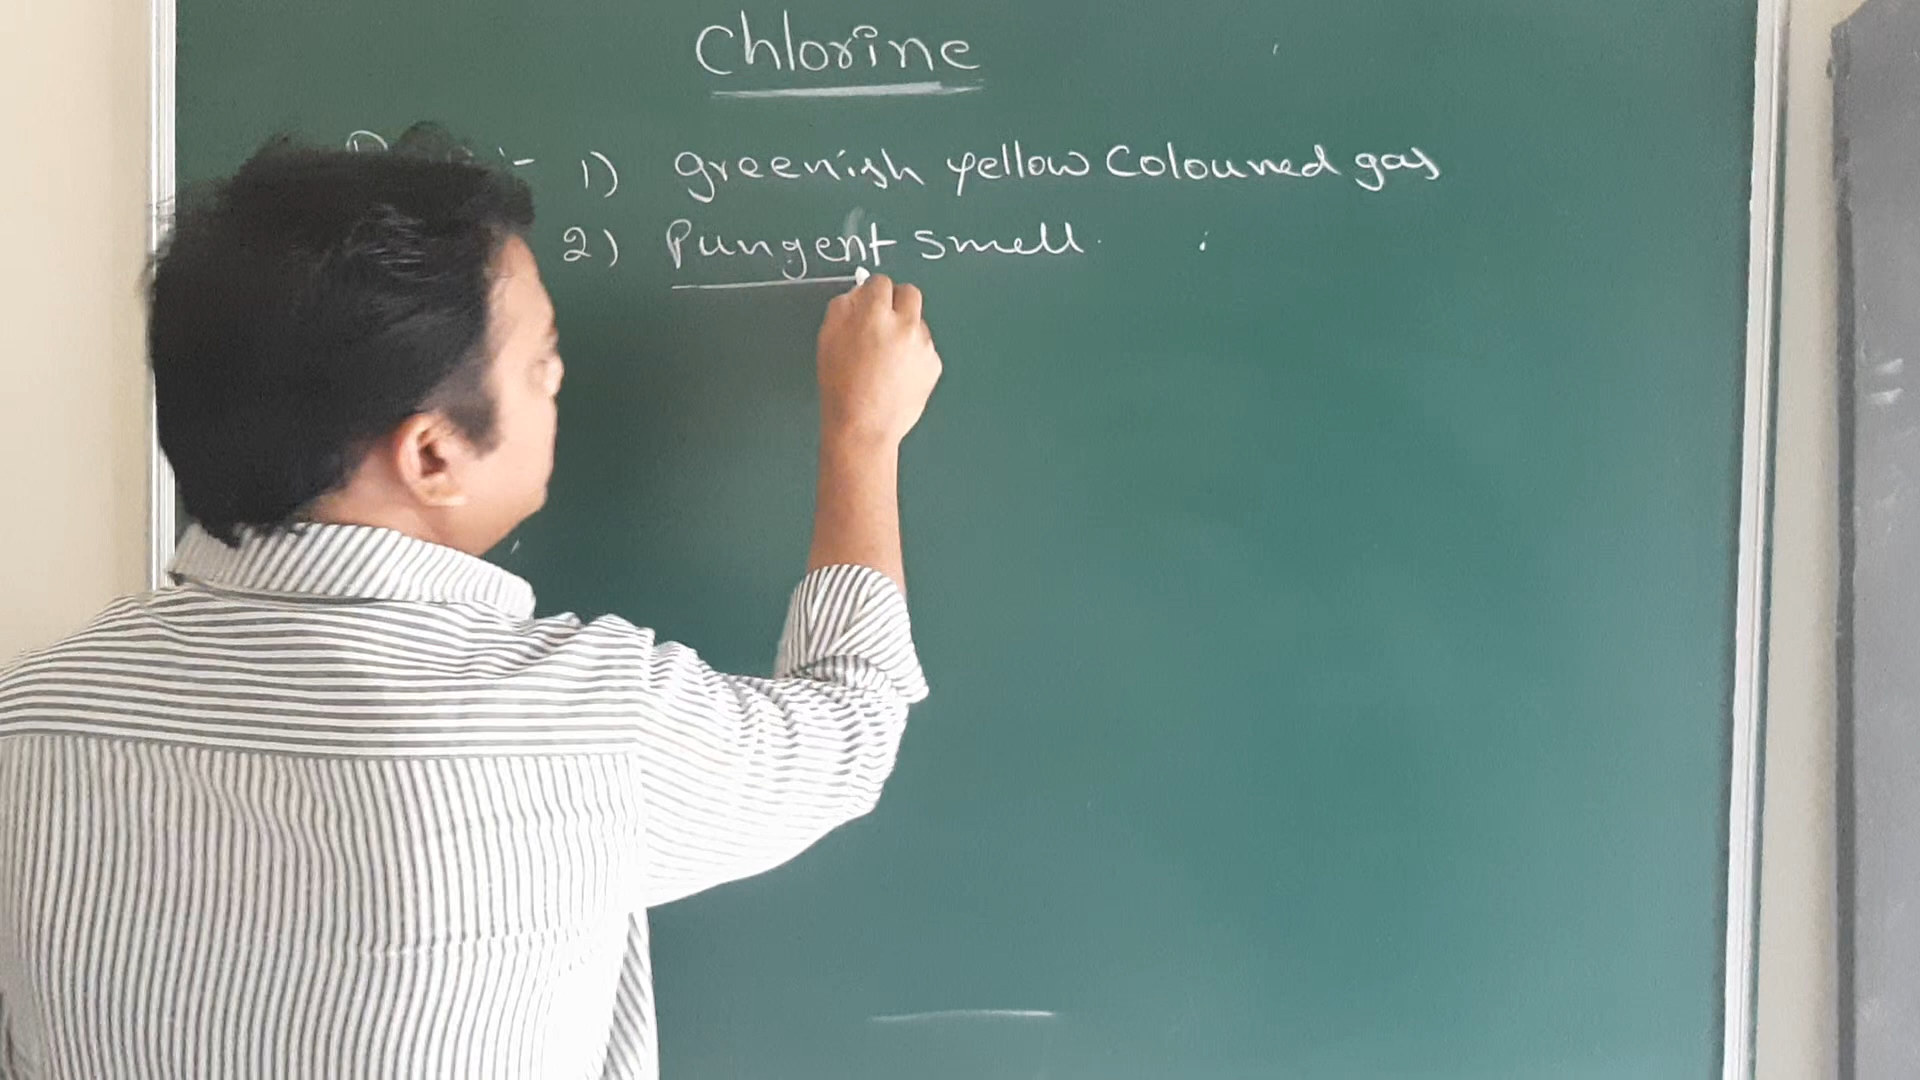 Chlorine
:- 1) greenish yellow Coloured gas
2) Pungent smell.